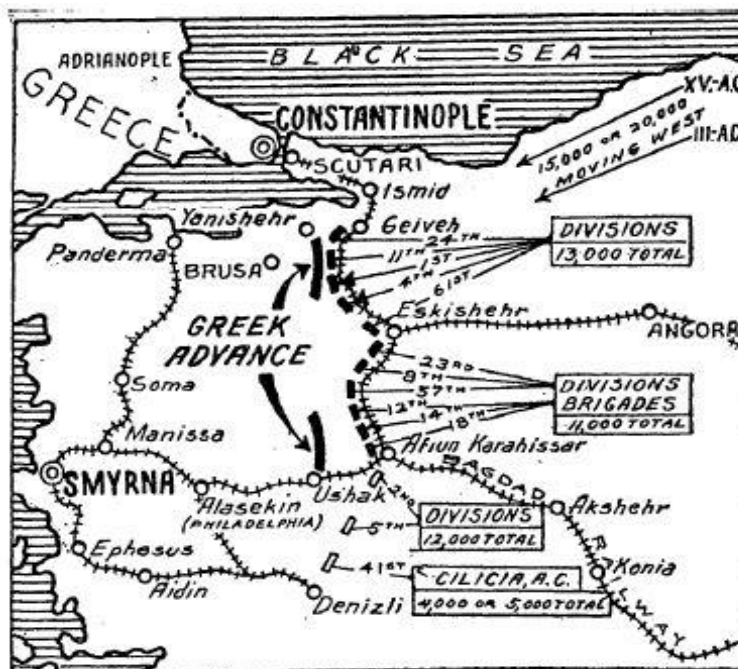 BLACK SEA
ADRIANOPLE
GREECE
CONSTANTINOPLE
SCUTARI
Ismid
XV.-A.C
15,000 OR 20,000
MOVING WEST
III-A.C
Yanishehr
Geiveh
24TH
11TH
1ST
4TH
61ST
DIVISIONS
13,000 TOTAL
Panderma
BRUSA
Eskishehr
ANGORA
GREEK
ADVANCE
23RD
8TH
57TH
12TH
14TH
18TH
DIVISIONS
BRIGADES
11,000 TOTAL
Soma
Manissa
Afiun Karahissar
SMYRNA
Alasekin
(PHILADELPHIA)
Ushak
2ND
5TH
DIVISIONS
12,000 TOTAL
BAGDAD RAILWAY
Akshehr
Ephesus
Aidin
Denizli
41ST
CILICIA, A.C.
4,000 OR 5,000 TOTAL
Konia